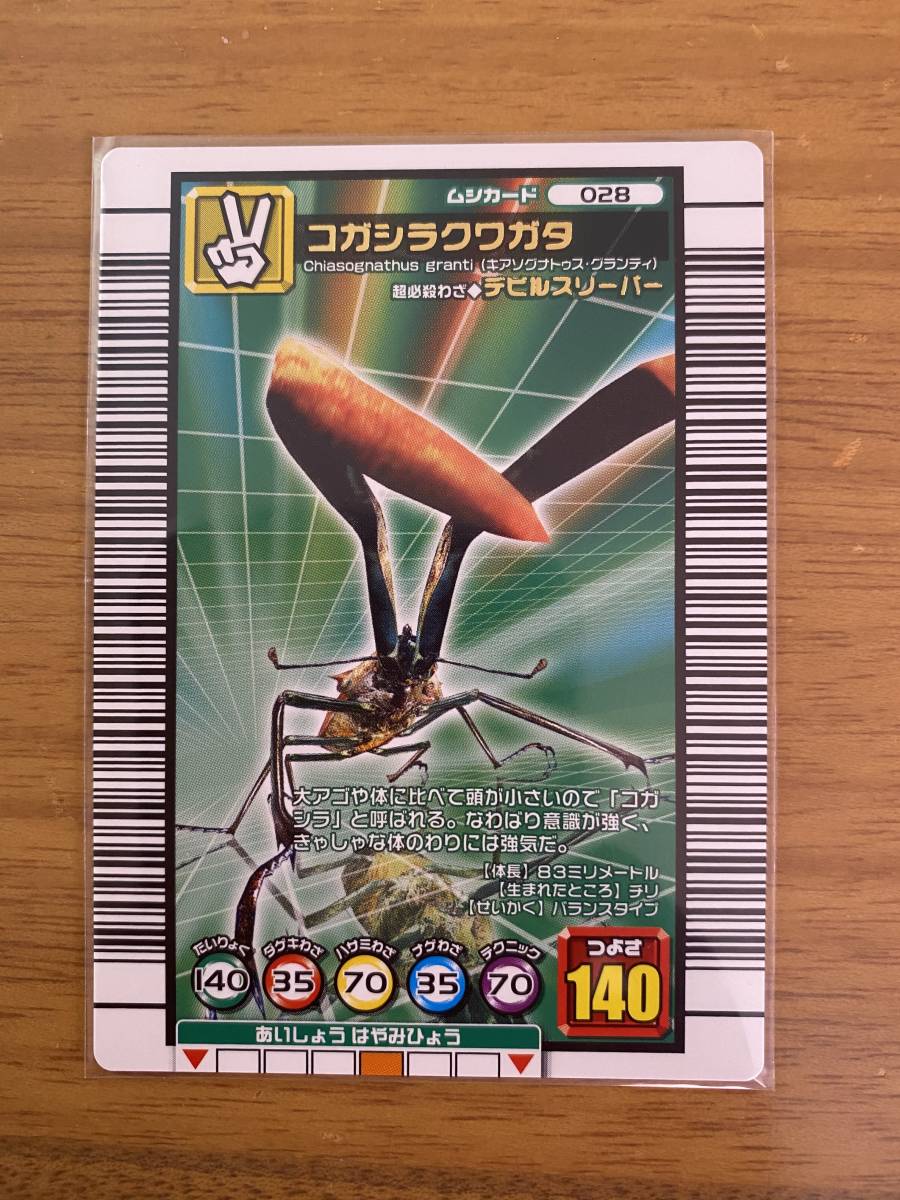 ムシカード 028
コガシラクワガタ
Chiasognathus granti (キアソグナトゥス・グランティ)
超必殺わざ◆デビルスリーパー
大アゴや体に比べて頭が小さいので「コガ
シラ」と呼ばれる。なわばり意識が強く、
きゃしゃな体のわりには強気だ。
【体長】83ミリメートル
【生まれたところ】チリ
【せいかく】バランスタイプ
たいりょく 140
ダゲキわざ 35
ハサミわざ 70
ナゲわざ 35
テクニック 70
つよさ
140
あいしょう はやみひょう